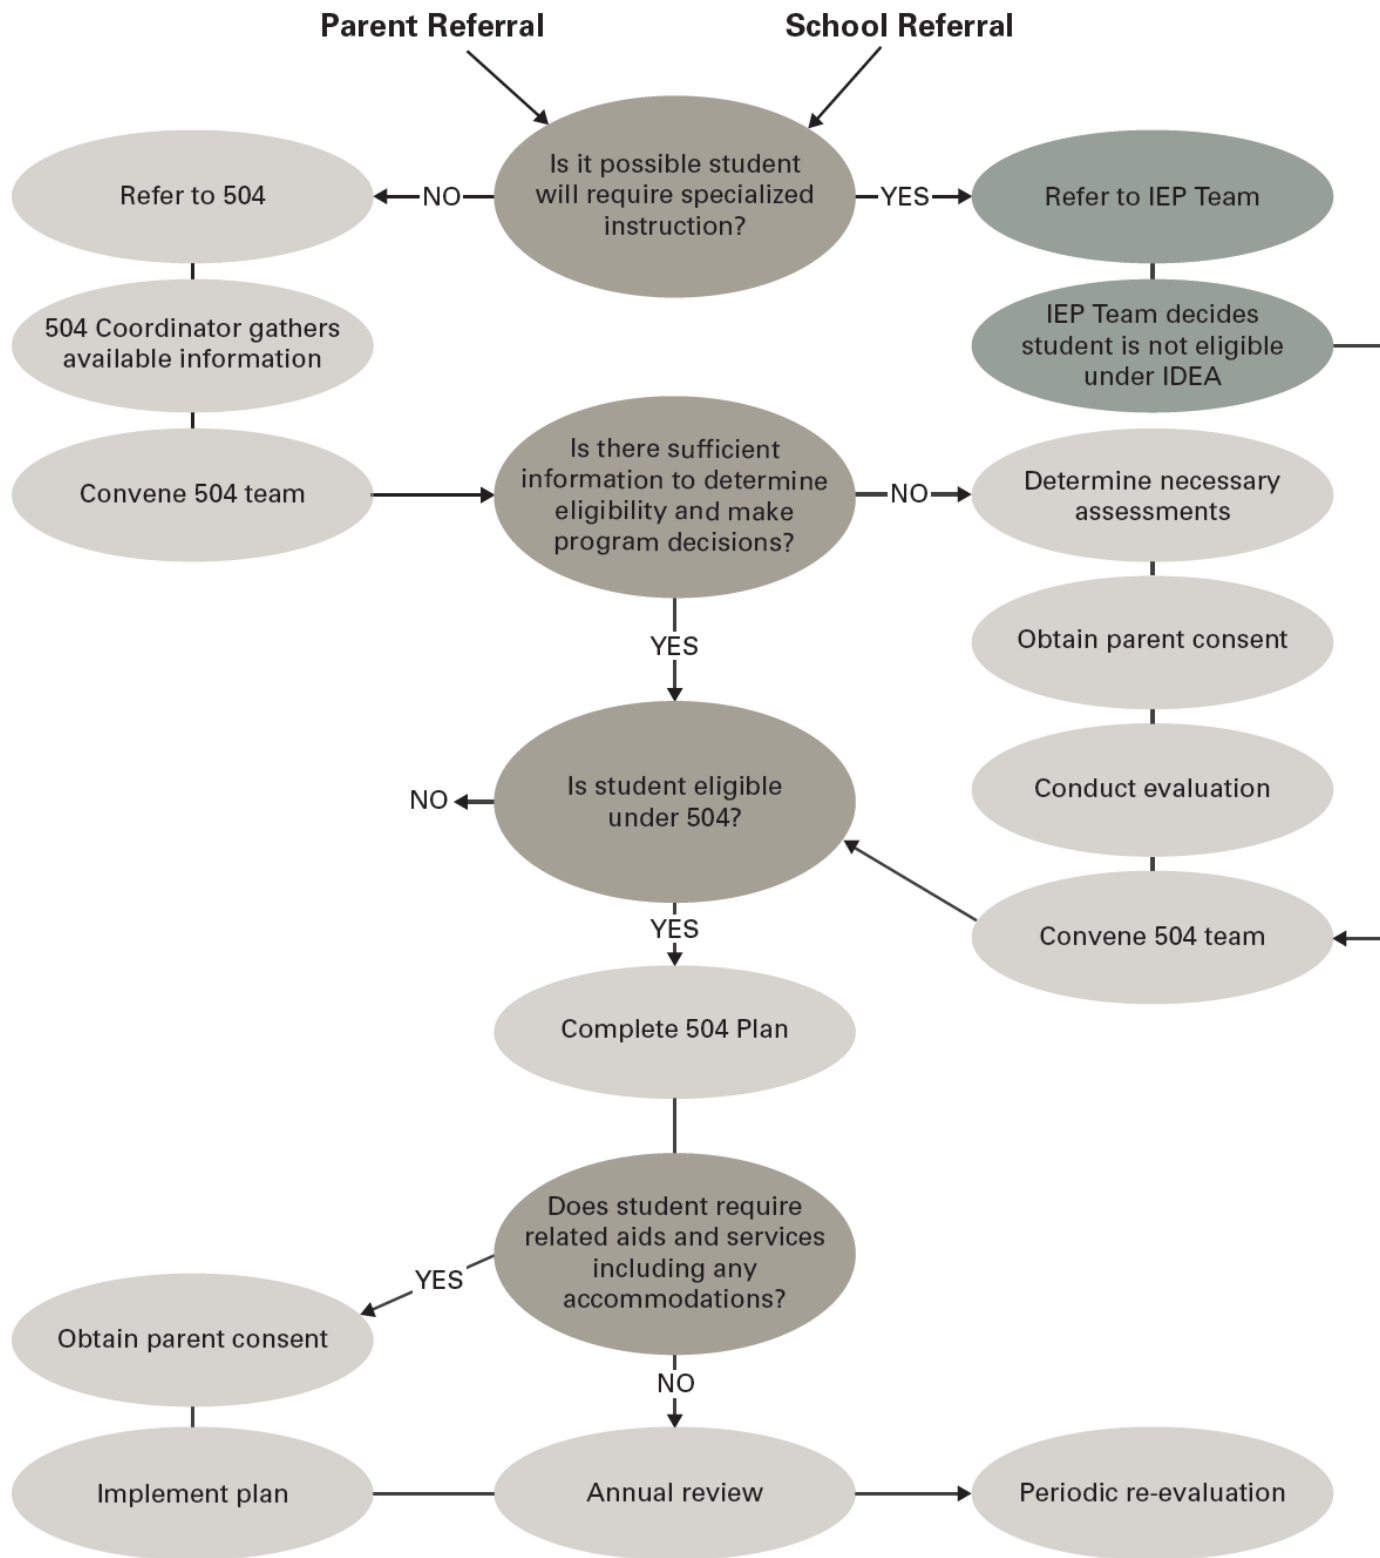 Parent Referral
School Referral
Is it possible student
will require specialized
instruction?
NO
YES
Refer to 504
Refer to IEP Team
504 Coordinator gathers
available information
IEP Team decides
student is not eligible
under IDEA
Convene 504 team
Is there sufficient
information to determine
eligibility and make
program decisions?
NO
Determine necessary
assessments
YES
Obtain parent consent
Is student eligible
under 504?
NO
Conduct evaluation
YES
Convene 504 team
Complete 504 Plan
Does student require
related aids and services
including any
accommodations?
YES
Obtain parent consent
NO
Implement plan
Annual review
Periodic re-evaluation